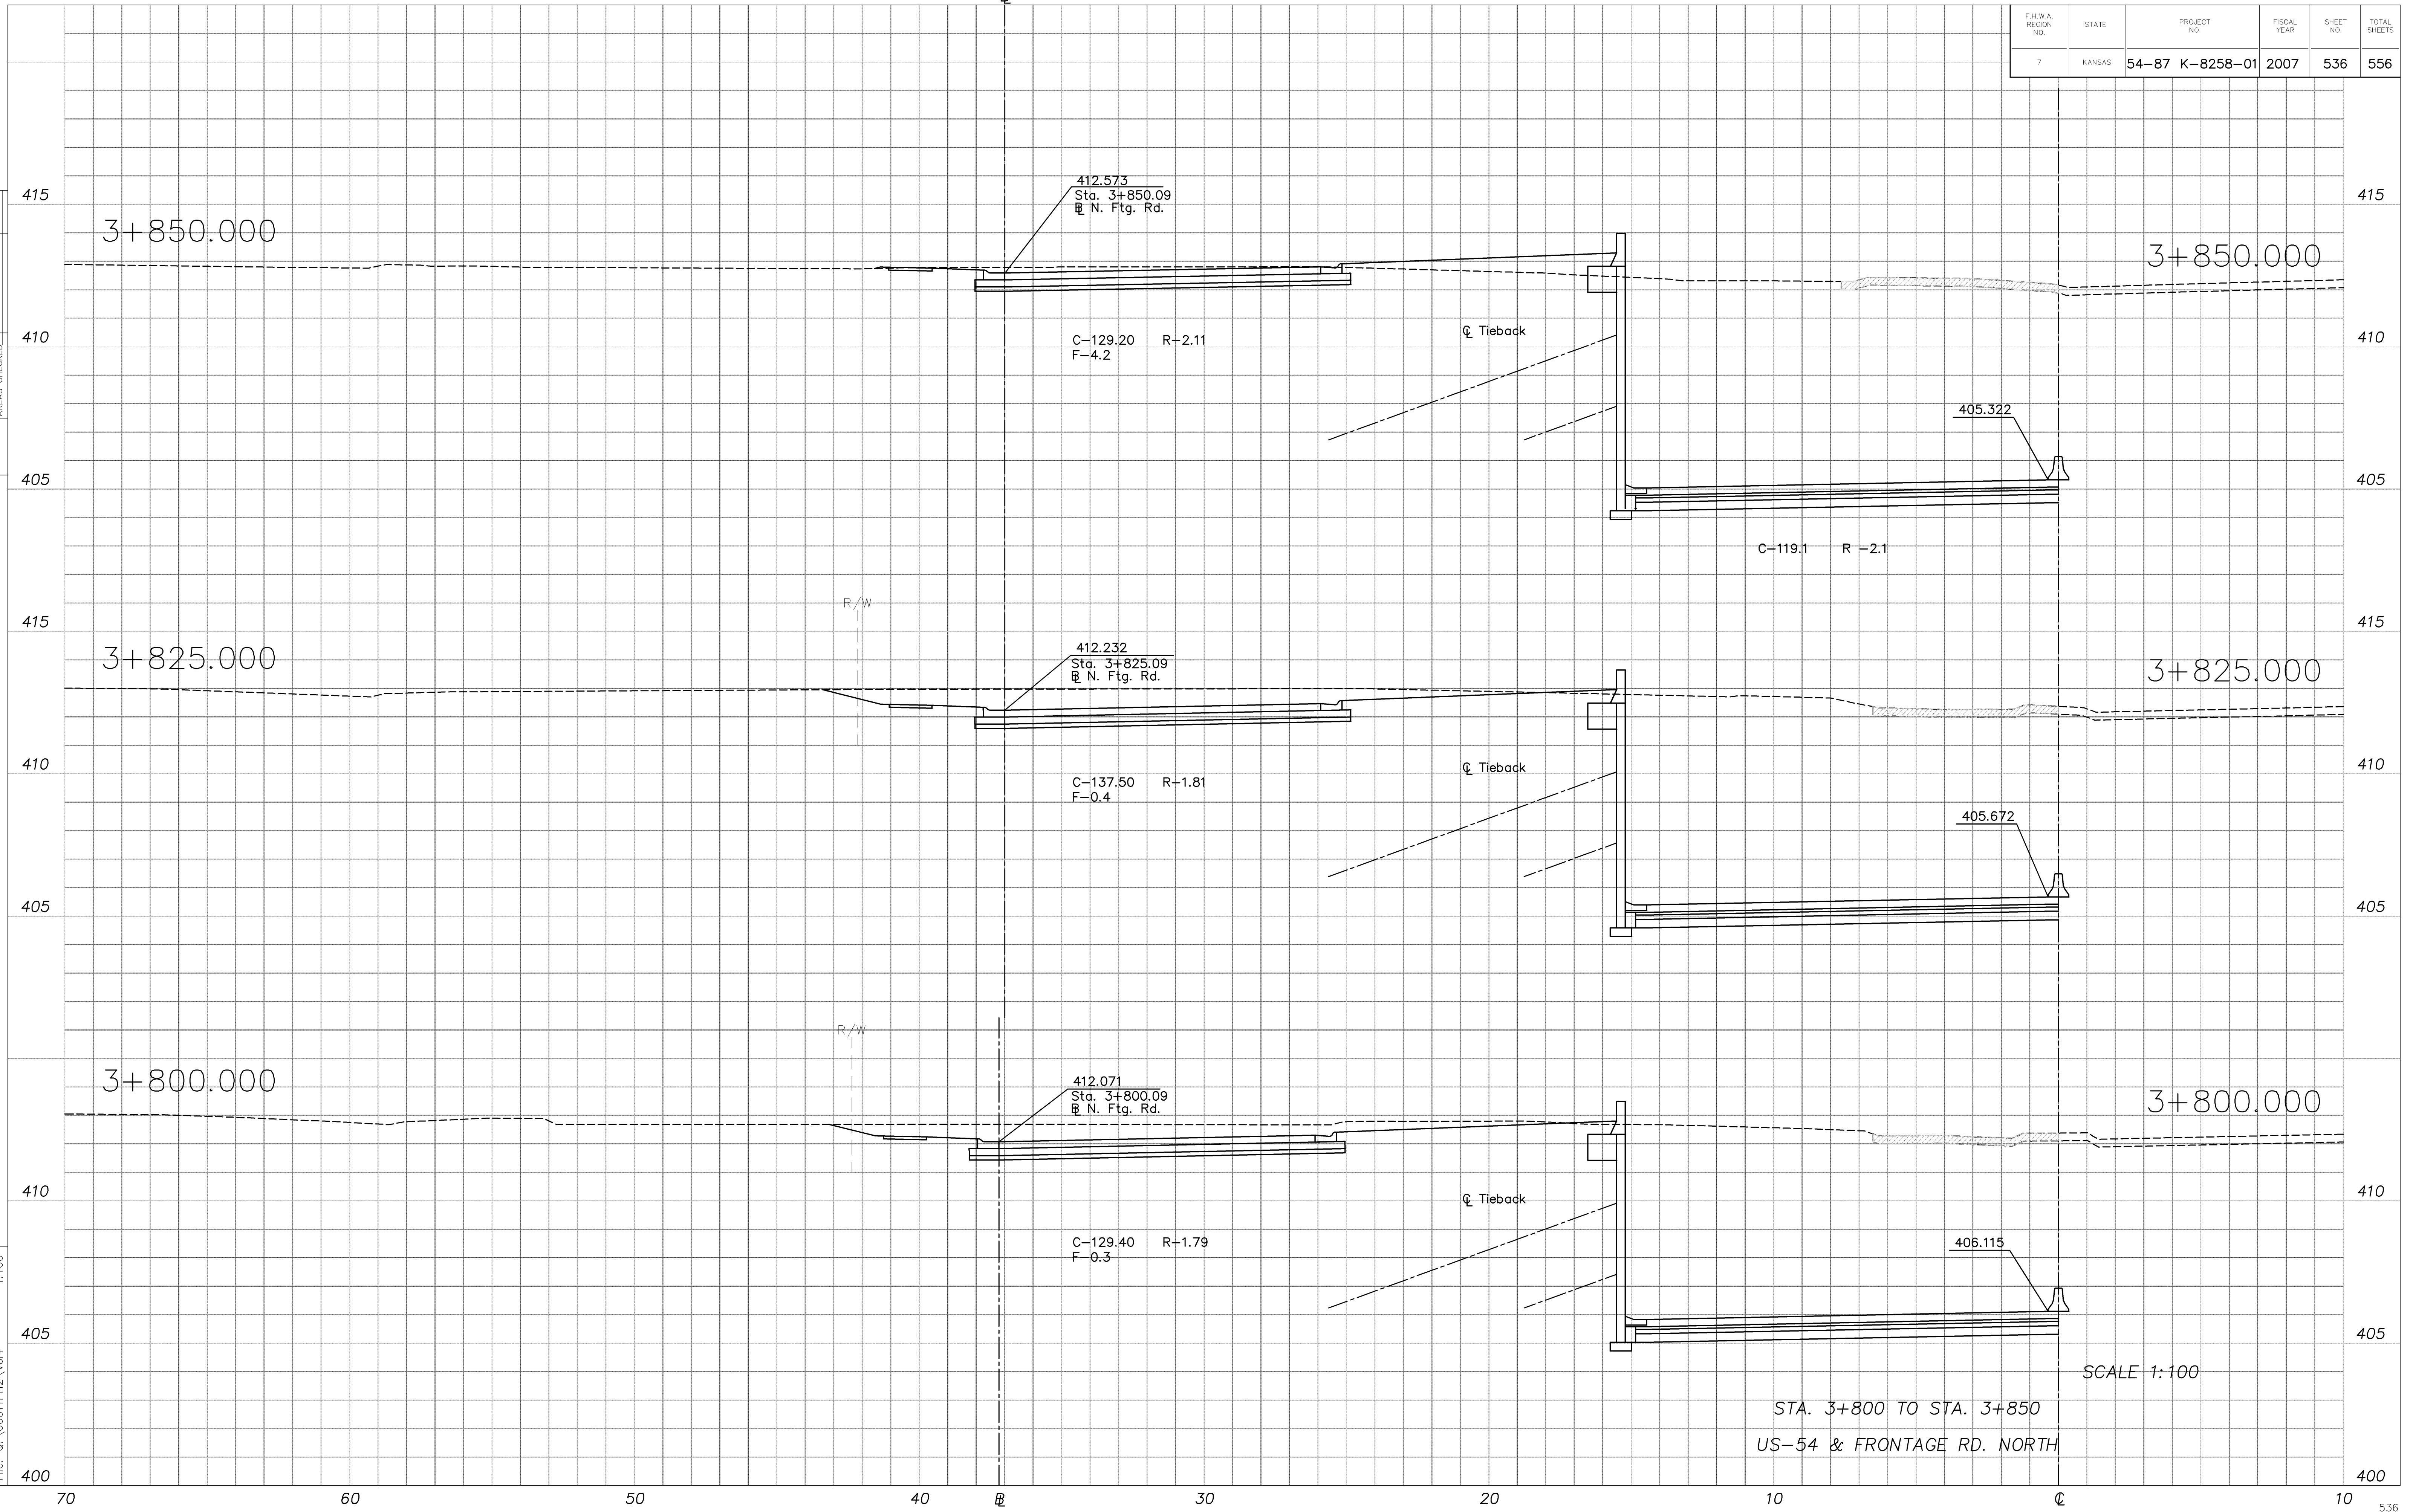 F.H.W.A. REGION NO.
STATE
PROJECT NO.
FISCAL YEAR
SHEET NO.
TOTAL SHEETS
7
KANSAS
54-87 K-8258-01
2007
536
556
415
415
3+850.000
3+850.000
412.573
Sta. 3+850.09
℄ N. Ftg. Rd.
410
410
C-129.20 R-2.11
F-4.2
℄ Tieback
405.322
405
405
C-119.1 R -2.1
R/W
415
415
3+825.000
3+825.000
412.232
Sta. 3+825.09
℄ N. Ftg. Rd.
410
410
℄ Tieback
C-137.50 R-1.81
F-0.4
405.672
405
405
R/W
3+800.000
3+800.000
412.071
Sta. 3+800.09
℄ N. Ftg. Rd.
410
410
℄ Tieback
C-129.40 R-1.79
F-0.3
406.115
405
405
SCALE 1:100
STA. 3+800 TO STA. 3+850
US-54 & FRONTAGE RD. NORTH
400
400
70 60 50 40 30 20 10 ℄ 10
536